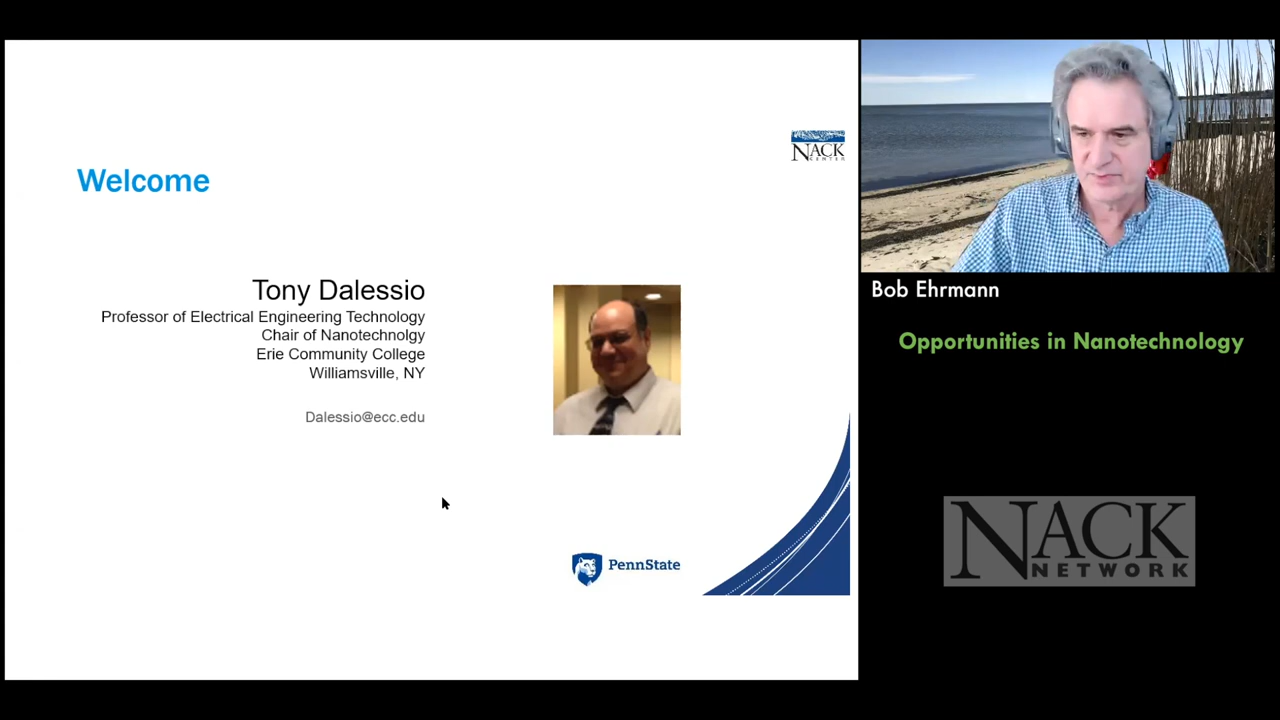 Welcome
NACK
CENTER
Tony Dalessio
Professor of Electrical Engineering Technology
Chair of Nanotechnolgy
Erie Community College
Williamsville, NY
Dalessio@ecc.edu
PennState
Bob Ehrmann
Opportunities in Nanotechnology
NACK
NETWORK